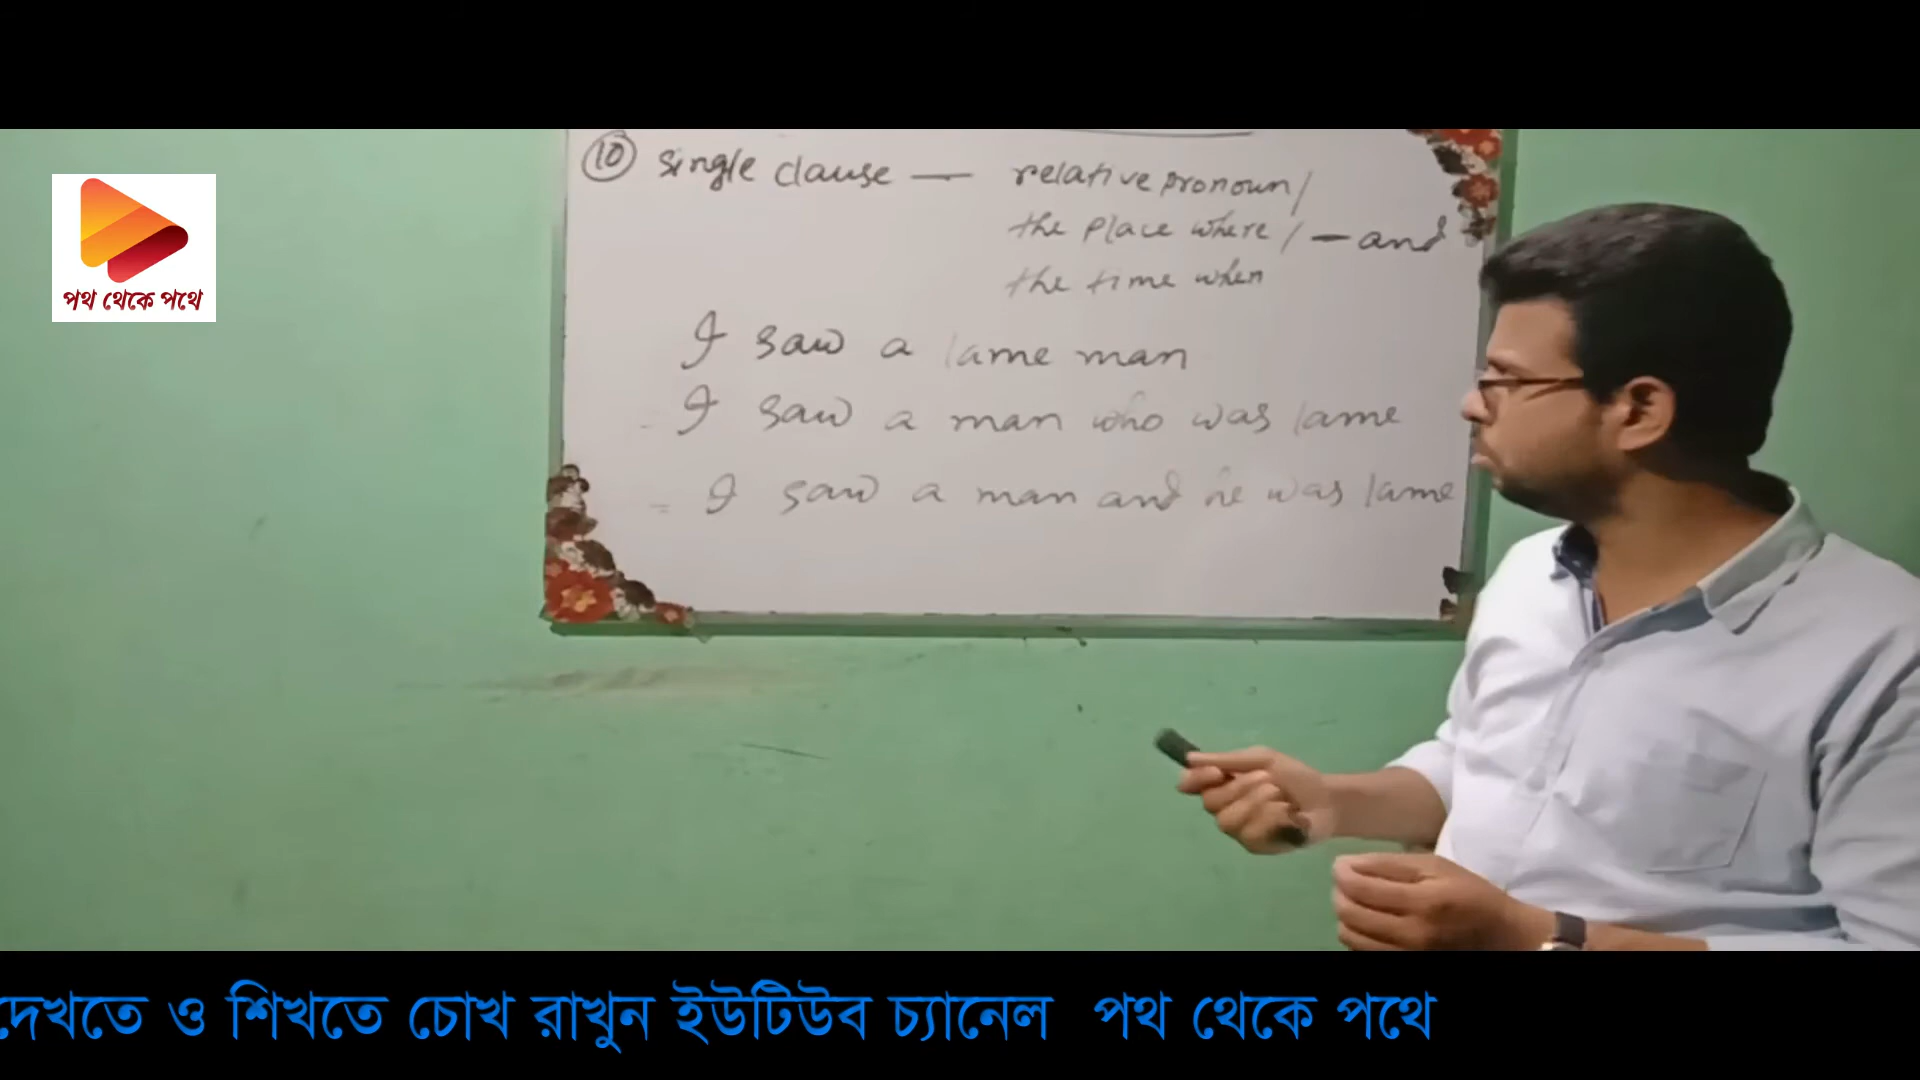 ⑩ single clause — relative pronoun/
the place where / — and
the time when
I saw a lame man
- I saw a man who was lame
= I saw a man and he was lame
পথ থেকে পথে
দেখতে ও শিখতে চোখ রাখুন ইউটিউব চ্যানেল পথ থেকে পথে